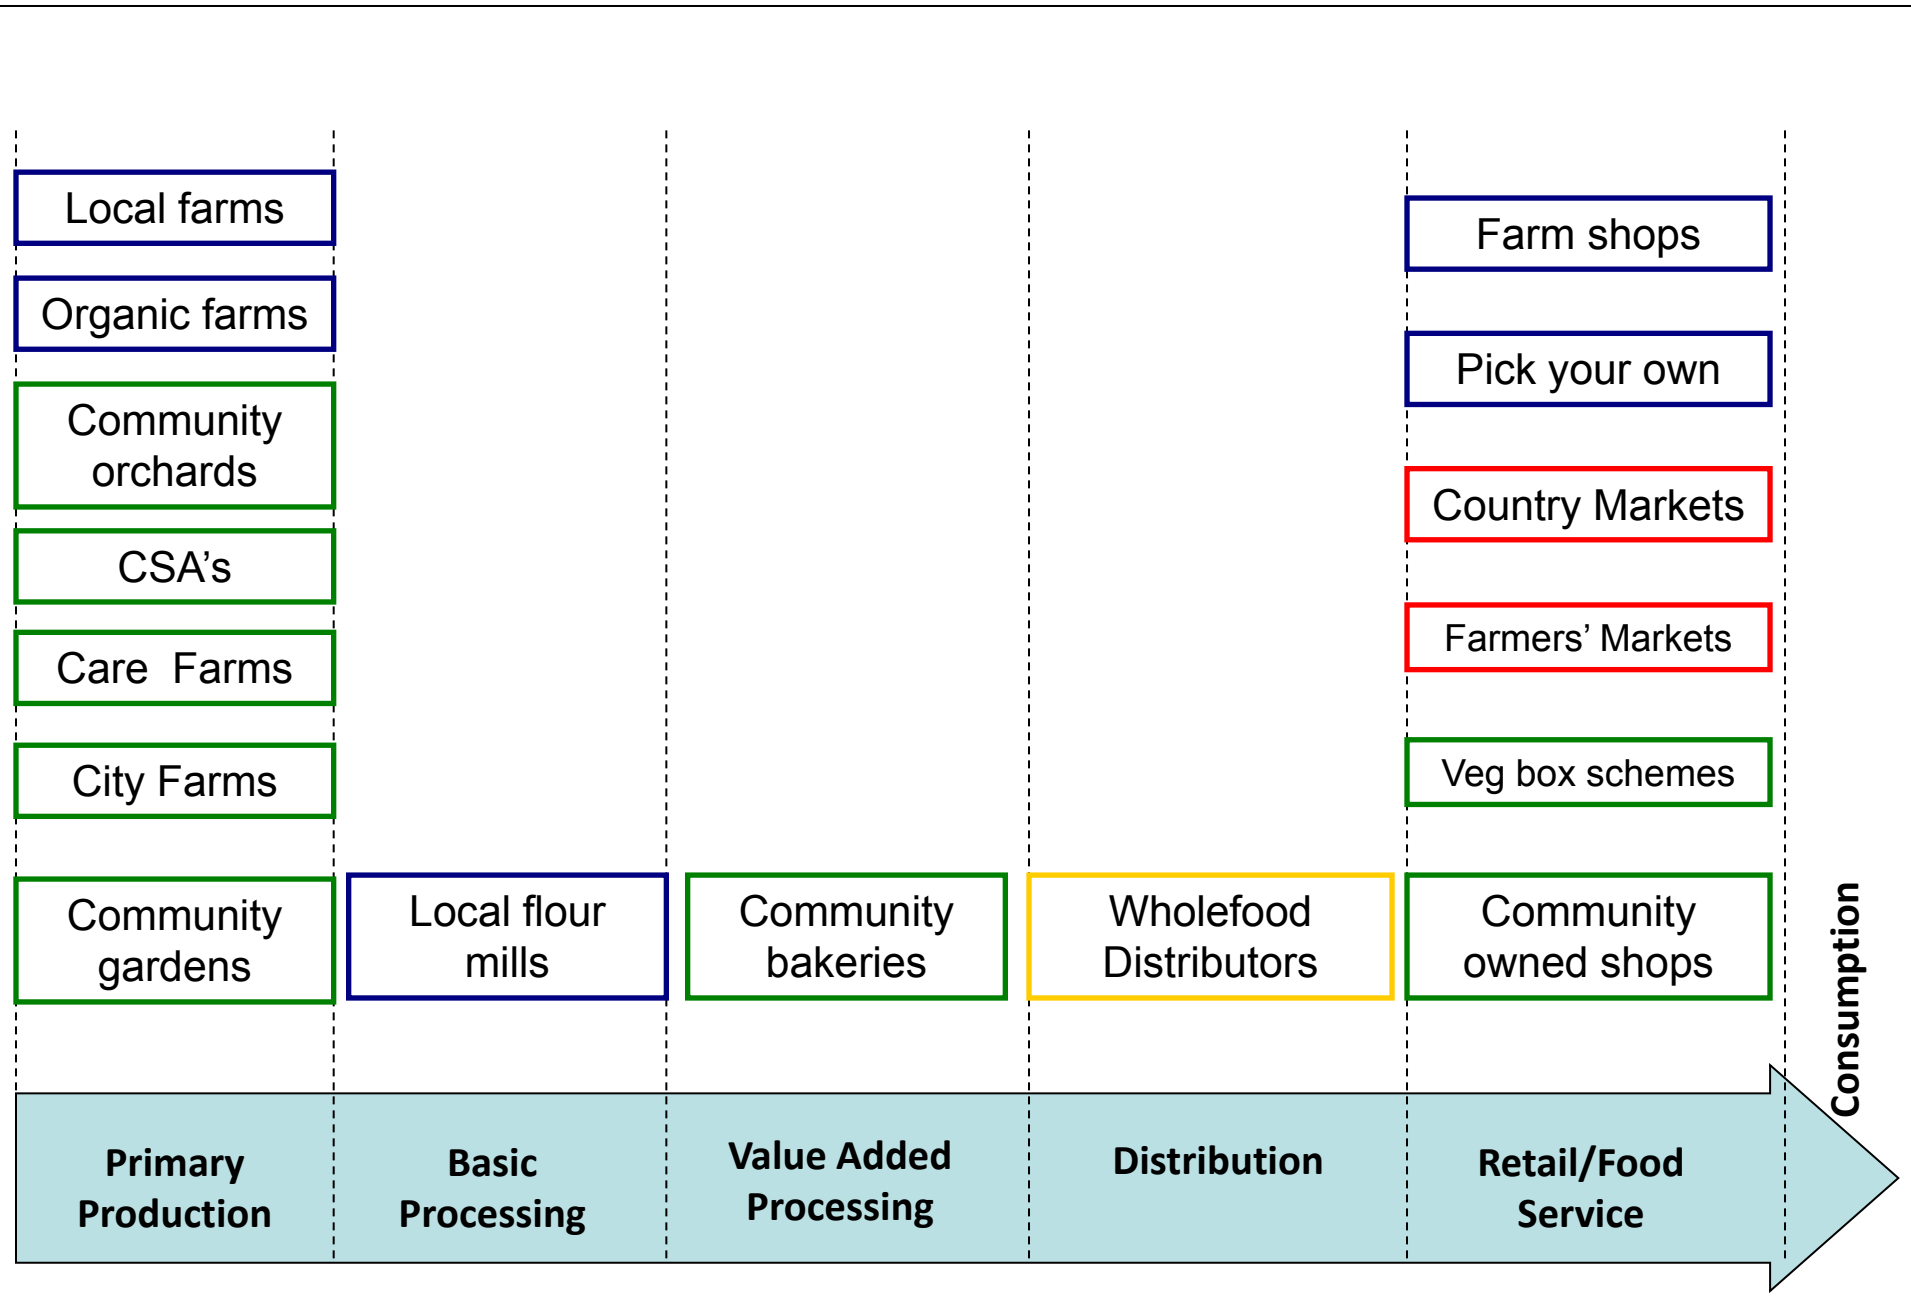 Local farms
Organic farms
Community
orchards
CSA’s
Care  Farms
City Farms
Community
gardens
Local flour
mills
Community
bakeries
Wholefood
Distributors
Farm shops
Pick your own
Country Markets
Farmers’ Markets
Veg box schemes
Community
owned shops
Consumption
Primary
Production
Basic
Processing
Value Added
Processing
Distribution
Retail/Food
Service